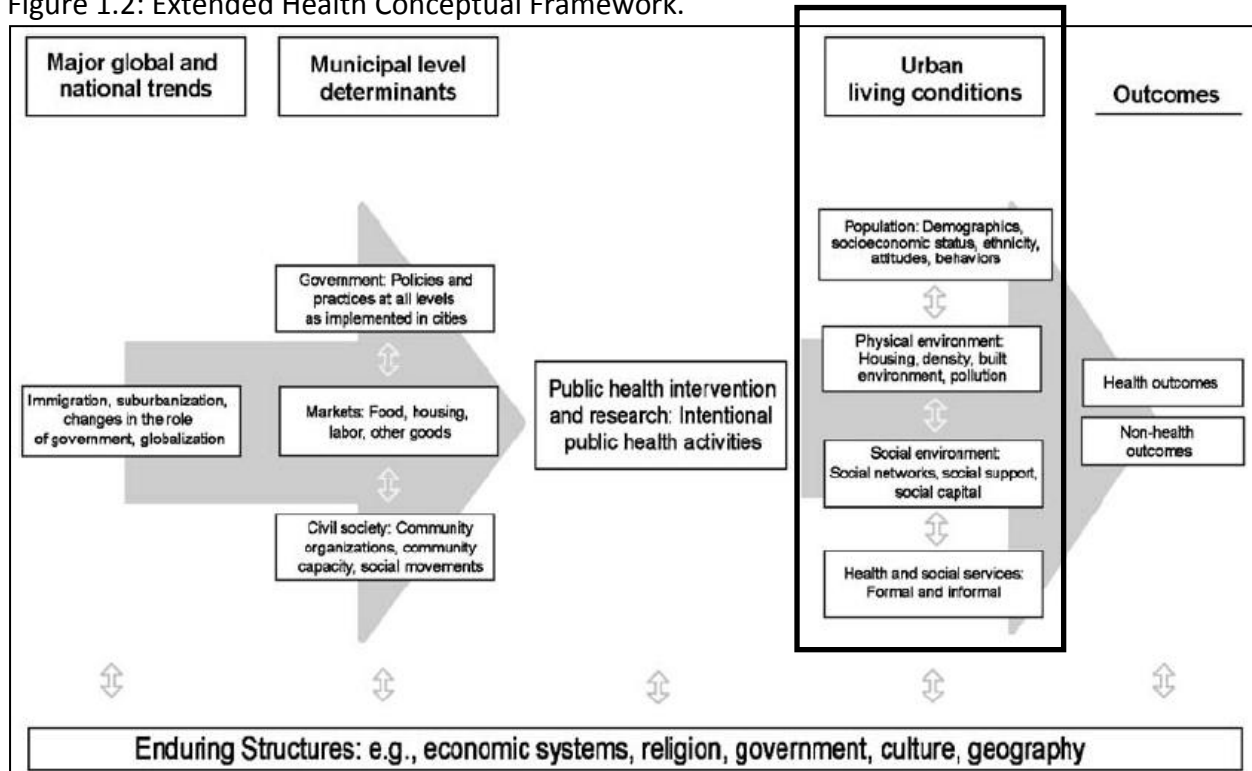 Figure 1.2: Extended Health Conceptual Framework.
Major global and
national trends
Municipal level
determinants
Urban
living conditions
Outcomes
Immigration, suburbanization,
changes in the role
of government, globalization
Government: Policies and
practices at all levels
as implemented in cities
Markets: Food, housing,
labor, other goods
Civil society: Community
organizations, community
capacity, social movements
Public health intervention
and research: Intentional
public health activities
Population: Demographics,
socioeconomic status, ethnicity,
attitudes, behaviors
Physical environment:
Housing, density, built
environment, pollution
Social environment:
Social networks, social support,
social capital
Health and social services:
Formal and informal
Health outcomes
Non-health
outcomes
Enduring Structures: e.g., economic systems, religion, government, culture, geography